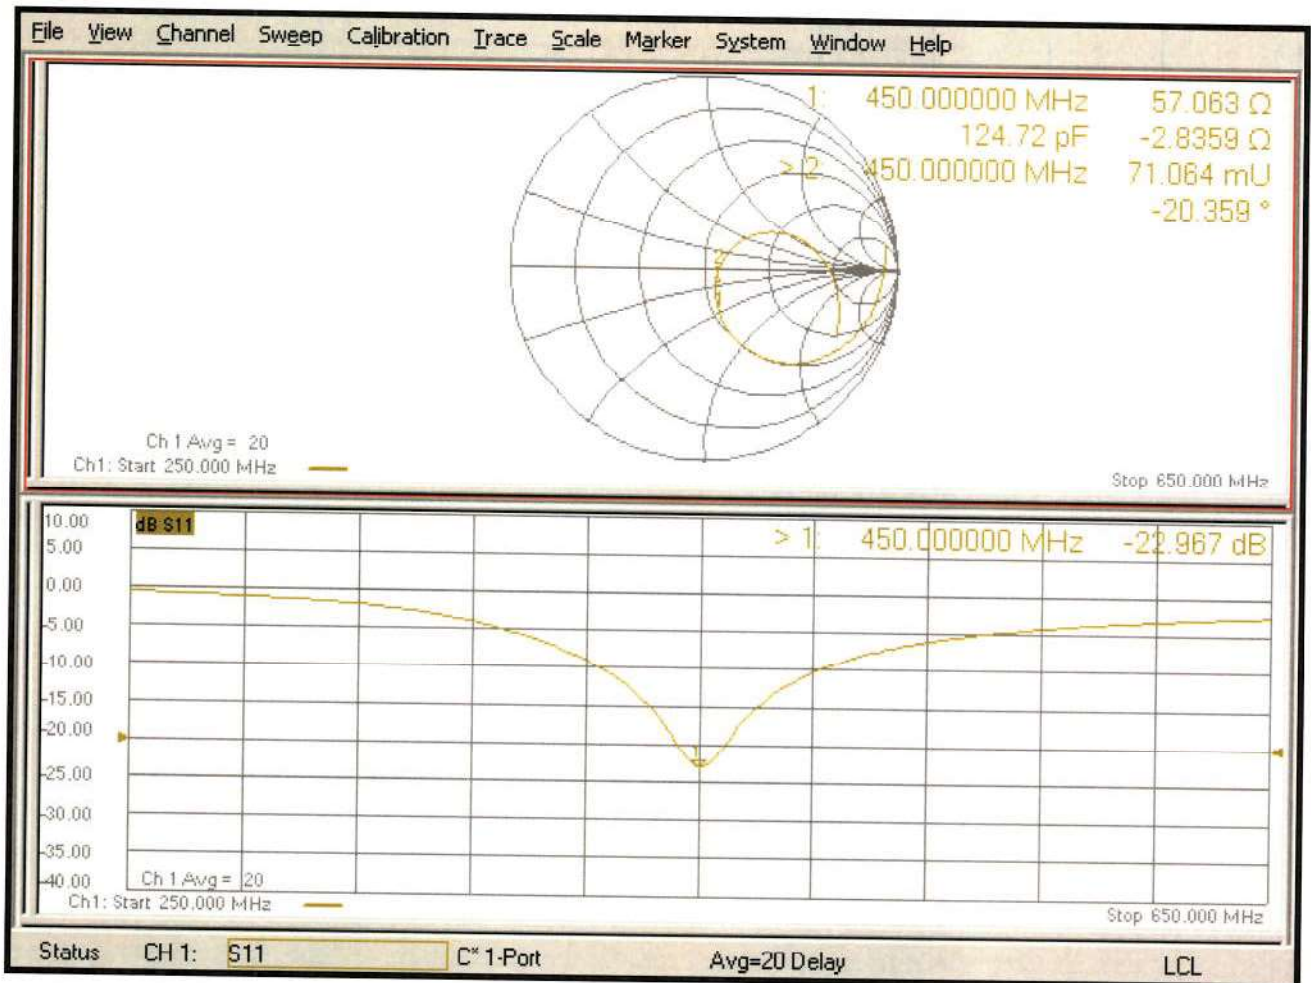 File View Channel Sweep Calibration Trace Scale Marker System Window Help
1: 450.000000 MHz 57.063 Ω
124.72 pF -2.8359 Ω
> 2: 450.000000 MHz 71.064 mU
-20.359 °
2
Ch 1 Avg = 20
Ch1: Start 250.000 MHz
Stop 650.000 MHz
10.00
dB S11
> 1: 450.000000 MHz -22.967 dB
5.00
0.00
-5.00
-10.00
-15.00
-20.00
1
-25.00
-30.00
-35.00
-40.00
Ch 1 Avg = 20
Ch1: Start 250.000 MHz
Stop 650.000 MHz
Status CH 1: S11 C* 1-Port Avg=20 Delay LCL